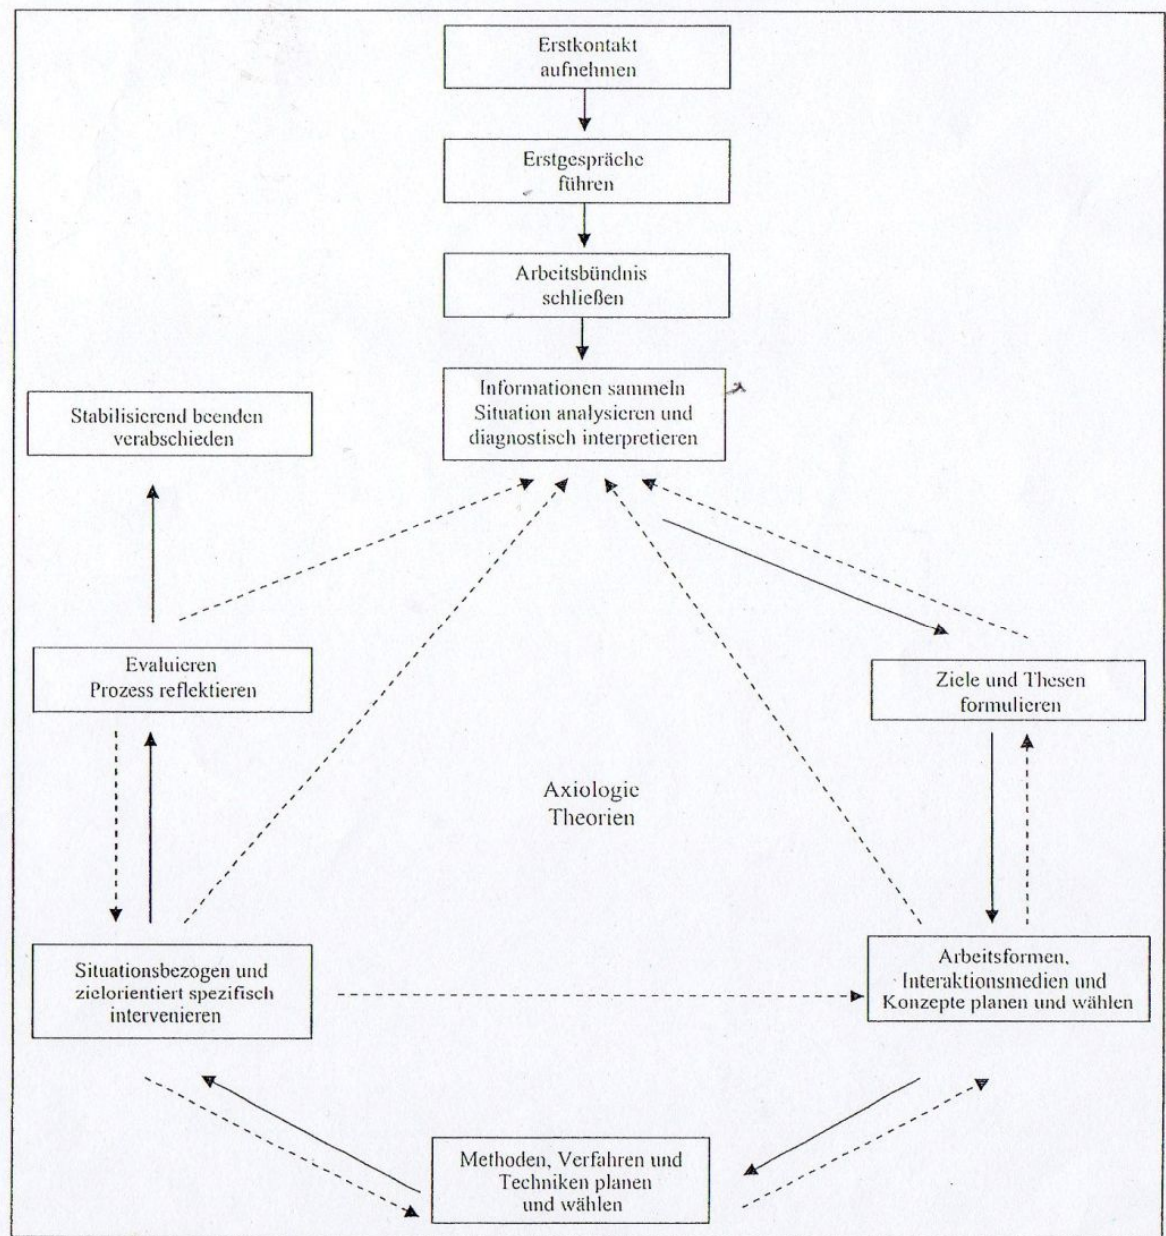 Erstkontakt
aufnehmen
Erstgespräche
führen
Arbeitsbündnis
schließen
Informationen sammeln
Situation analysieren und
diagnostisch interpretieren
Stabilisierend beenden
verabschieden
Evaluieren
Prozess reflektieren
Ziele und Thesen
formulieren
Axiologie
Theorien
Situationsbezogen und
zielorientiert spezifisch
intervenieren
Arbeitsformen,
Interaktionsmedien und
Konzepte planen und wählen
Methoden, Verfahren und
Techniken planen
und wählen